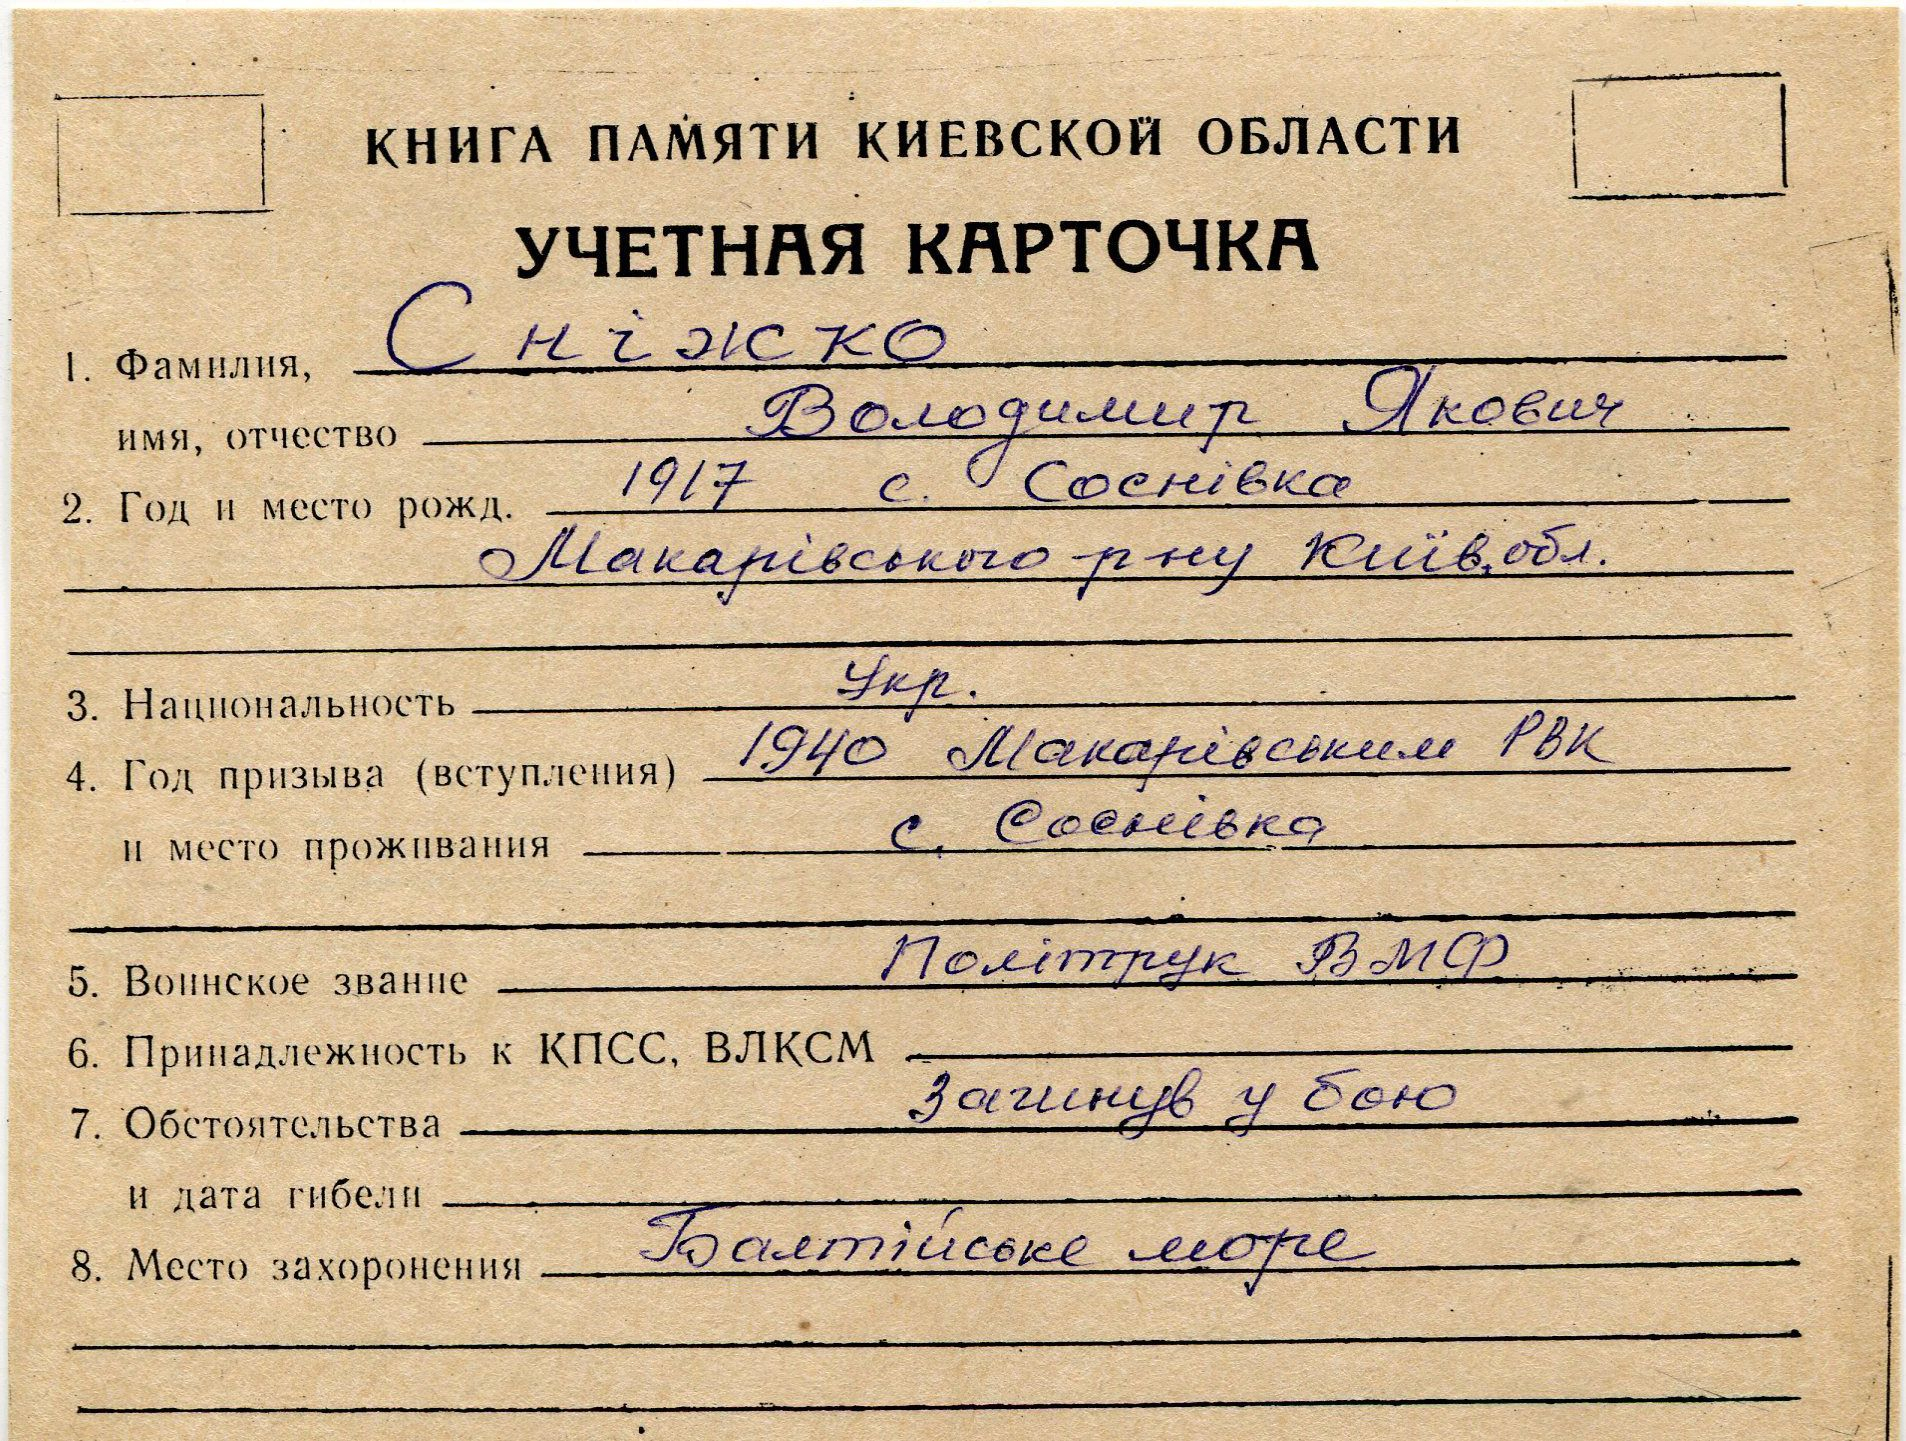 КНИГА ПАМЯТИ КИЕВСКОЙ ОБЛАСТИ
УЧЕТНАЯ КАРТОЧКА
1. Фамилия, Сніжко
имя, отчество Володимир Якович
2. Год и место рожд. 1917 с. Соснівка
Макарівського р-ну Київ. обл.
3. Национальность Укр.
4. Год призыва (вступления) 1940 Макарівським РВК
и место проживания с. Соснівка
5. Воинское звание Політрук ВМФ
6. Принадлежность к КПСС, ВЛКСМ
7. Обстоятельства Загинув у бою
и дата гибели
8. Место захоронения Балтійське море